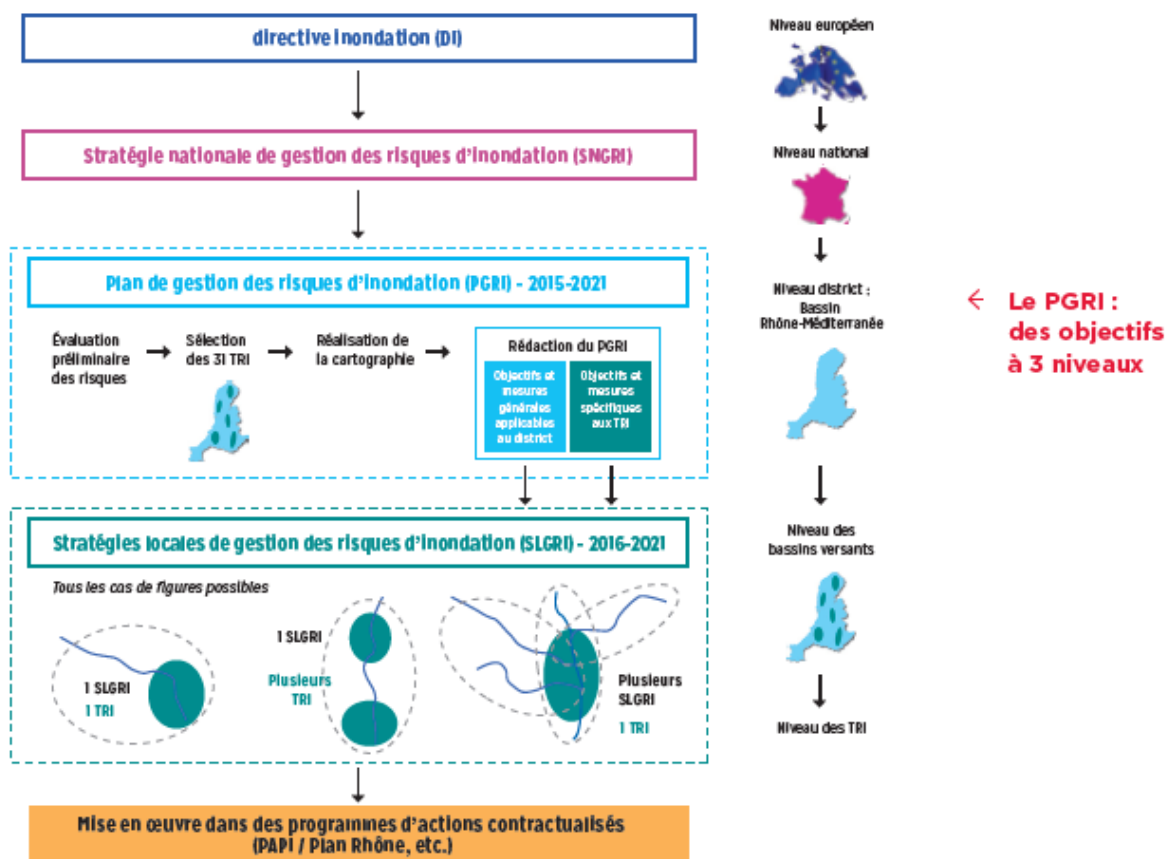 directive inondation (DI)
Stratégie nationale de gestion des risques d'inondation (SNGRI)
Plan de gestion des risques d'inondation (PGRI) - 2015-2021
Évaluation
préliminaire
des risques
Sélection
des 31 TRI
Réalisation de
la cartographie
Rédaction du PGRI
Objectifs et
mesures
générales
applicables
au district
Objectifs et
mesures
spécifiques
aux TRI
Stratégies locales de gestion des risques d'inondation (SLGRI) - 2016-2021
Tous les cas de figures possibles
1 SLGRI
1 TRI
1 SLGRI
Plusieurs
TRI
Plusieurs
SLGRI
1 TRI
Mise en œuvre dans des programmes d'actions contractualisés
(PAPI / Plan Rhône, etc.)
Niveau européen
Niveau national
Niveau district :
Bassin
Rhône-Méditerranée
Niveau des
bassins versants
Niveau des TRI
← Le PGRI :
des objectifs
à 3 niveaux